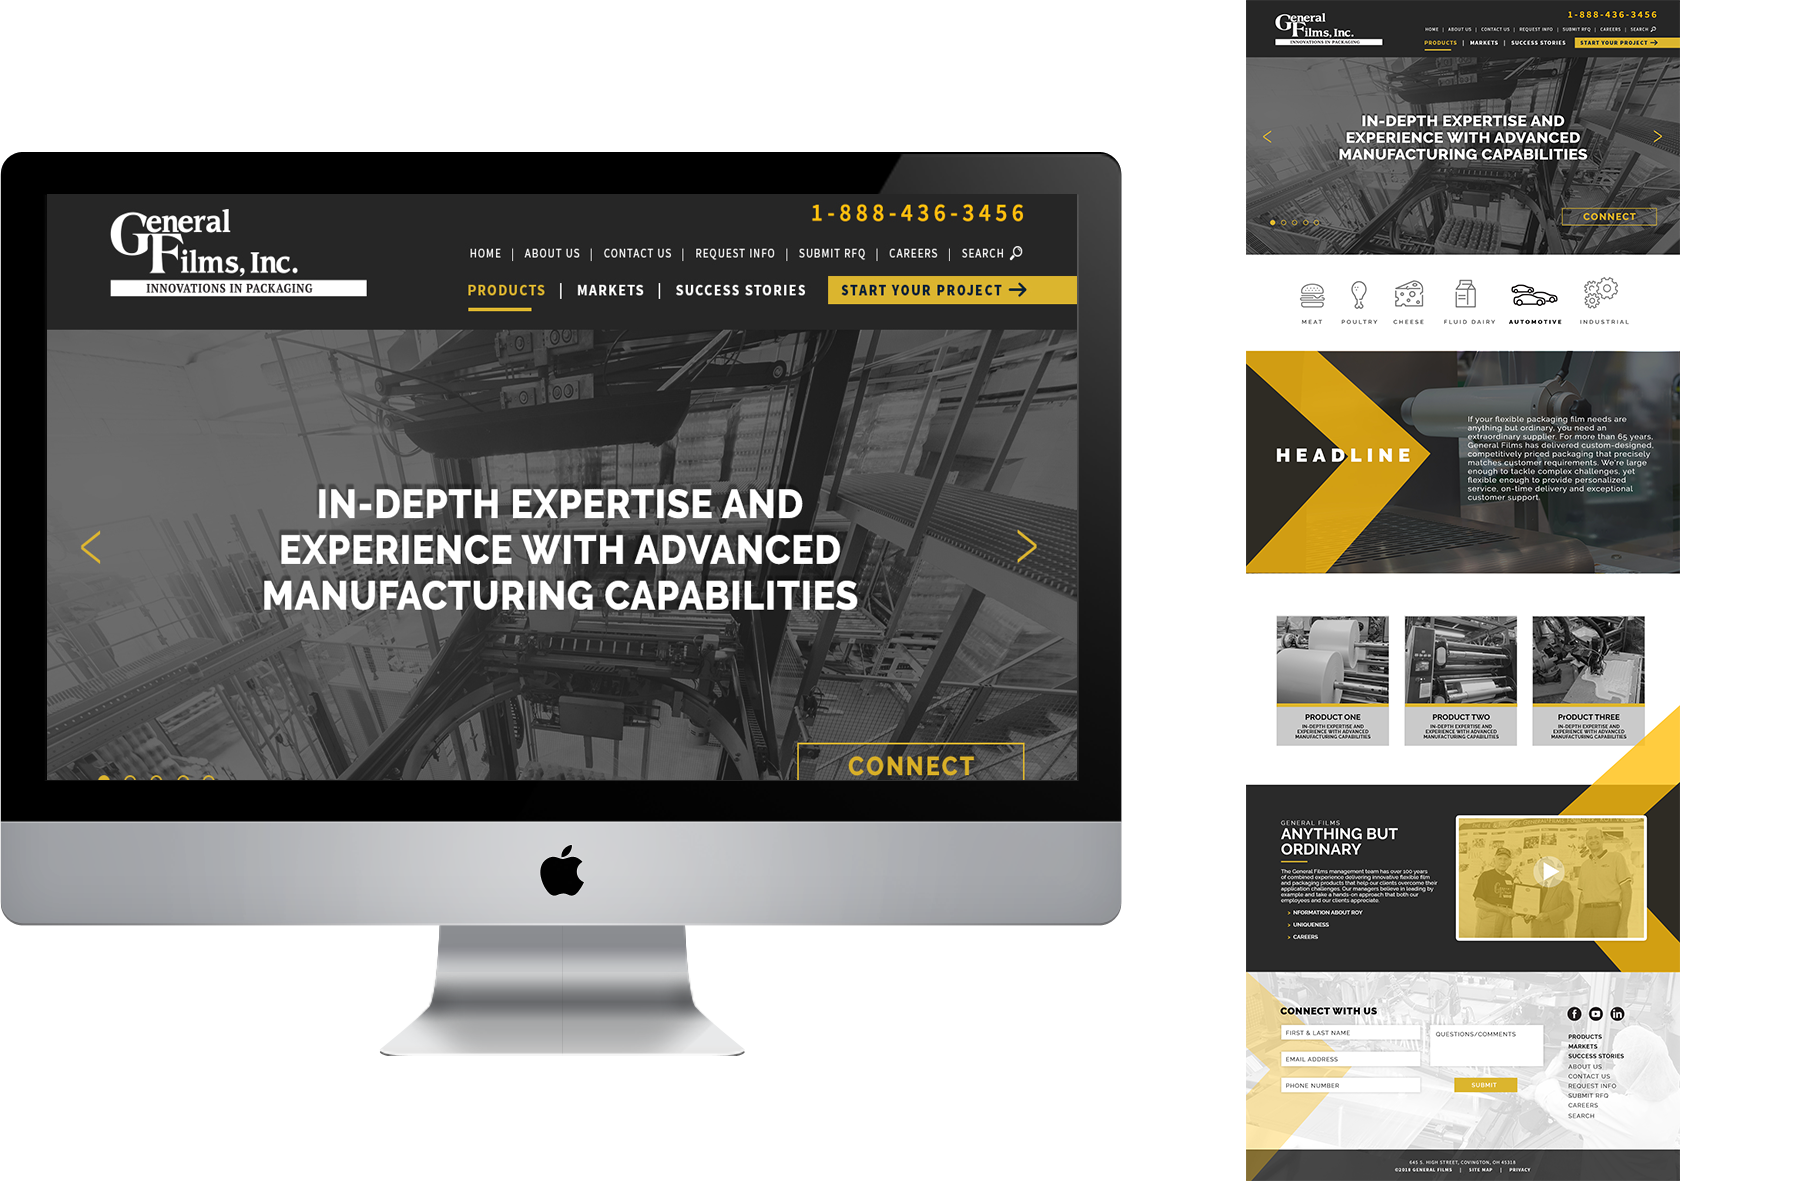 General
Films, Inc.
INNOVATIONS IN PACKAGING
1-888-436-3456
HOME | ABOUT US | CONTACT US | REQUEST INFO | SUBMIT RFQ | CAREERS | SEARCH
PRODUCTS | MARKETS | SUCCESS STORIES START YOUR PROJECT →
IN-DEPTH EXPERTISE AND
EXPERIENCE WITH ADVANCED
MANUFACTURING CAPABILITIES
CONNECT
General
Films, Inc.
INNOVATIONS IN PACKAGING
1-888-436-3456
HOME | ABOUT US | CONTACT US | REQUEST INFO | SUBMIT RFQ | CAREERS | SEARCH
PRODUCTS | MARKETS | SUCCESS STORIES START YOUR PROJECT →
IN-DEPTH EXPERTISE AND
EXPERIENCE WITH ADVANCED
MANUFACTURING CAPABILITIES
CONNECT
MEAT POULTRY CHEESE FLUID DAIRY AUTOMOTIVE INDUSTRIAL
HEADLINE
If your flexible packaging film needs are
anything but ordinary, you need an
extraordinary supplier. For more than 65 years,
General Films has delivered custom-designed,
competitively priced packaging that precisely
matches customer requirements. We're large
enough to tackle complex challenges, yet
flexible enough to provide personalized
service, on-time delivery and exceptional
customer support.
PRODUCT ONE
IN-DEPTH EXPERTISE AND
EXPERIENCE WITH ADVANCED
MANUFACTURING CAPABILITIES
PRODUCT TWO
IN-DEPTH EXPERTISE AND
EXPERIENCE WITH ADVANCED
MANUFACTURING CAPABILITIES
PrODUCT THREE
IN-DEPTH EXPERTISE AND
EXPERIENCE WITH ADVANCED
MANUFACTURING CAPABILITIES
GENERAL FILMS
ANYTHING BUT
ORDINARY
The General Films management team has over 100 years
of combined experience delivering innovative flexible film
and packaging products that help our clients overcome their
application challenges. Our managers believe in leading by
example and take a hands-on approach that both our
employees and our clients appreciate.
NFORMATION ABOUT ROY
UNIQUENESS
CAREERS
CONNECT WITH US
FIRST & LAST NAME
EMAIL ADDRESS
PHONE NUMBER
QUESTIONS/COMMENTS
SUBMIT
PRODUCTS
MARKETS
SUCCESS STORIES
ABOUT US
CONTACT US
REQUEST INFO
SUBMIT RFQ
CAREERS
SEARCH
645 S. HIGH STREET, COVINGTON, OH 45318
©2018 GENERAL FILMS | SITE MAP | PRIVACY